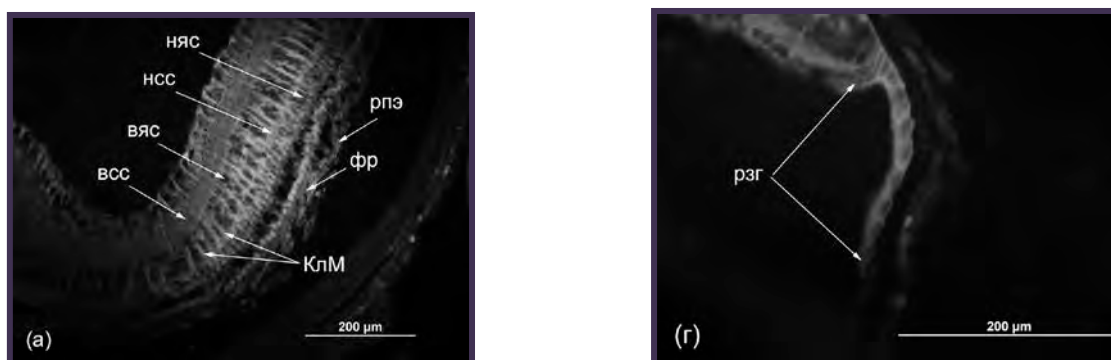 няс
нсс
рпэ
вяс
фр
всс
КлМ
200 µm
(а)
рзг
200 µm
(г)